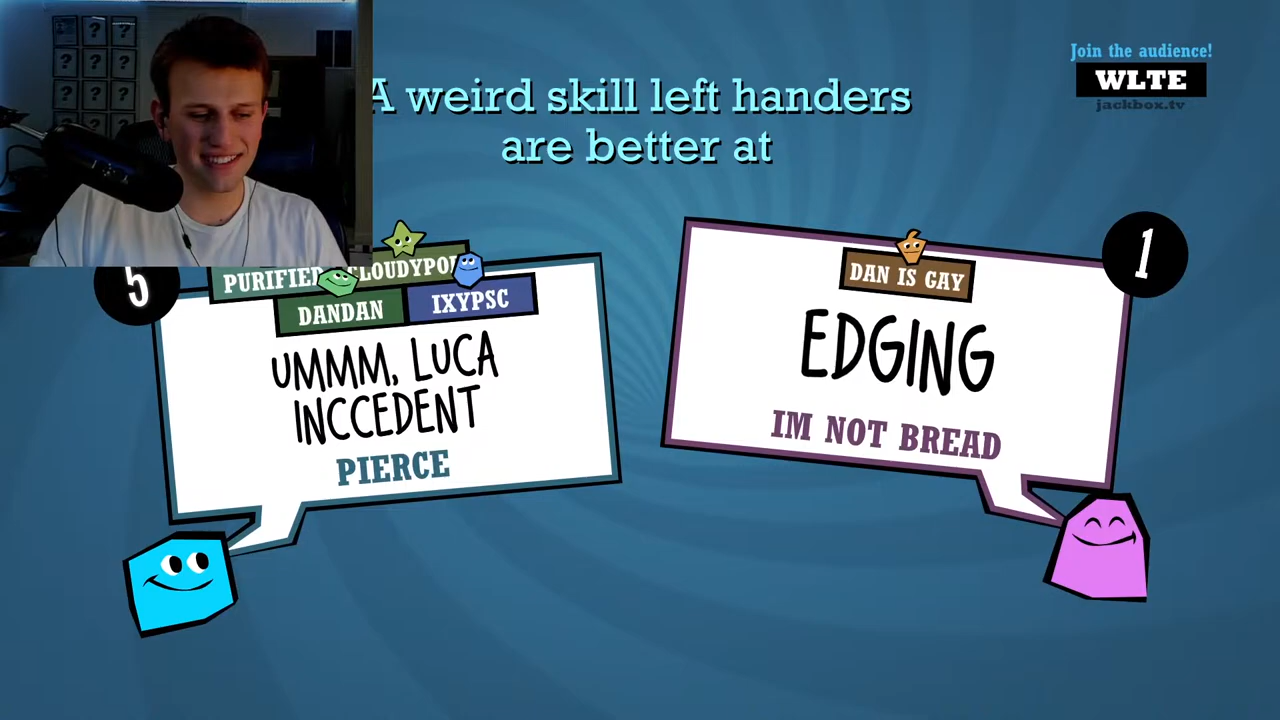 Join the audience!
WLTE
jackbox.tv
A weird skill left handers
are better at
5
PURIFIED
DANDAN
IXYPSC
UMMM, LUCA
INCCEDENT
PIERCE
1
DAN IS GAY
EDGING
IM NOT BREAD